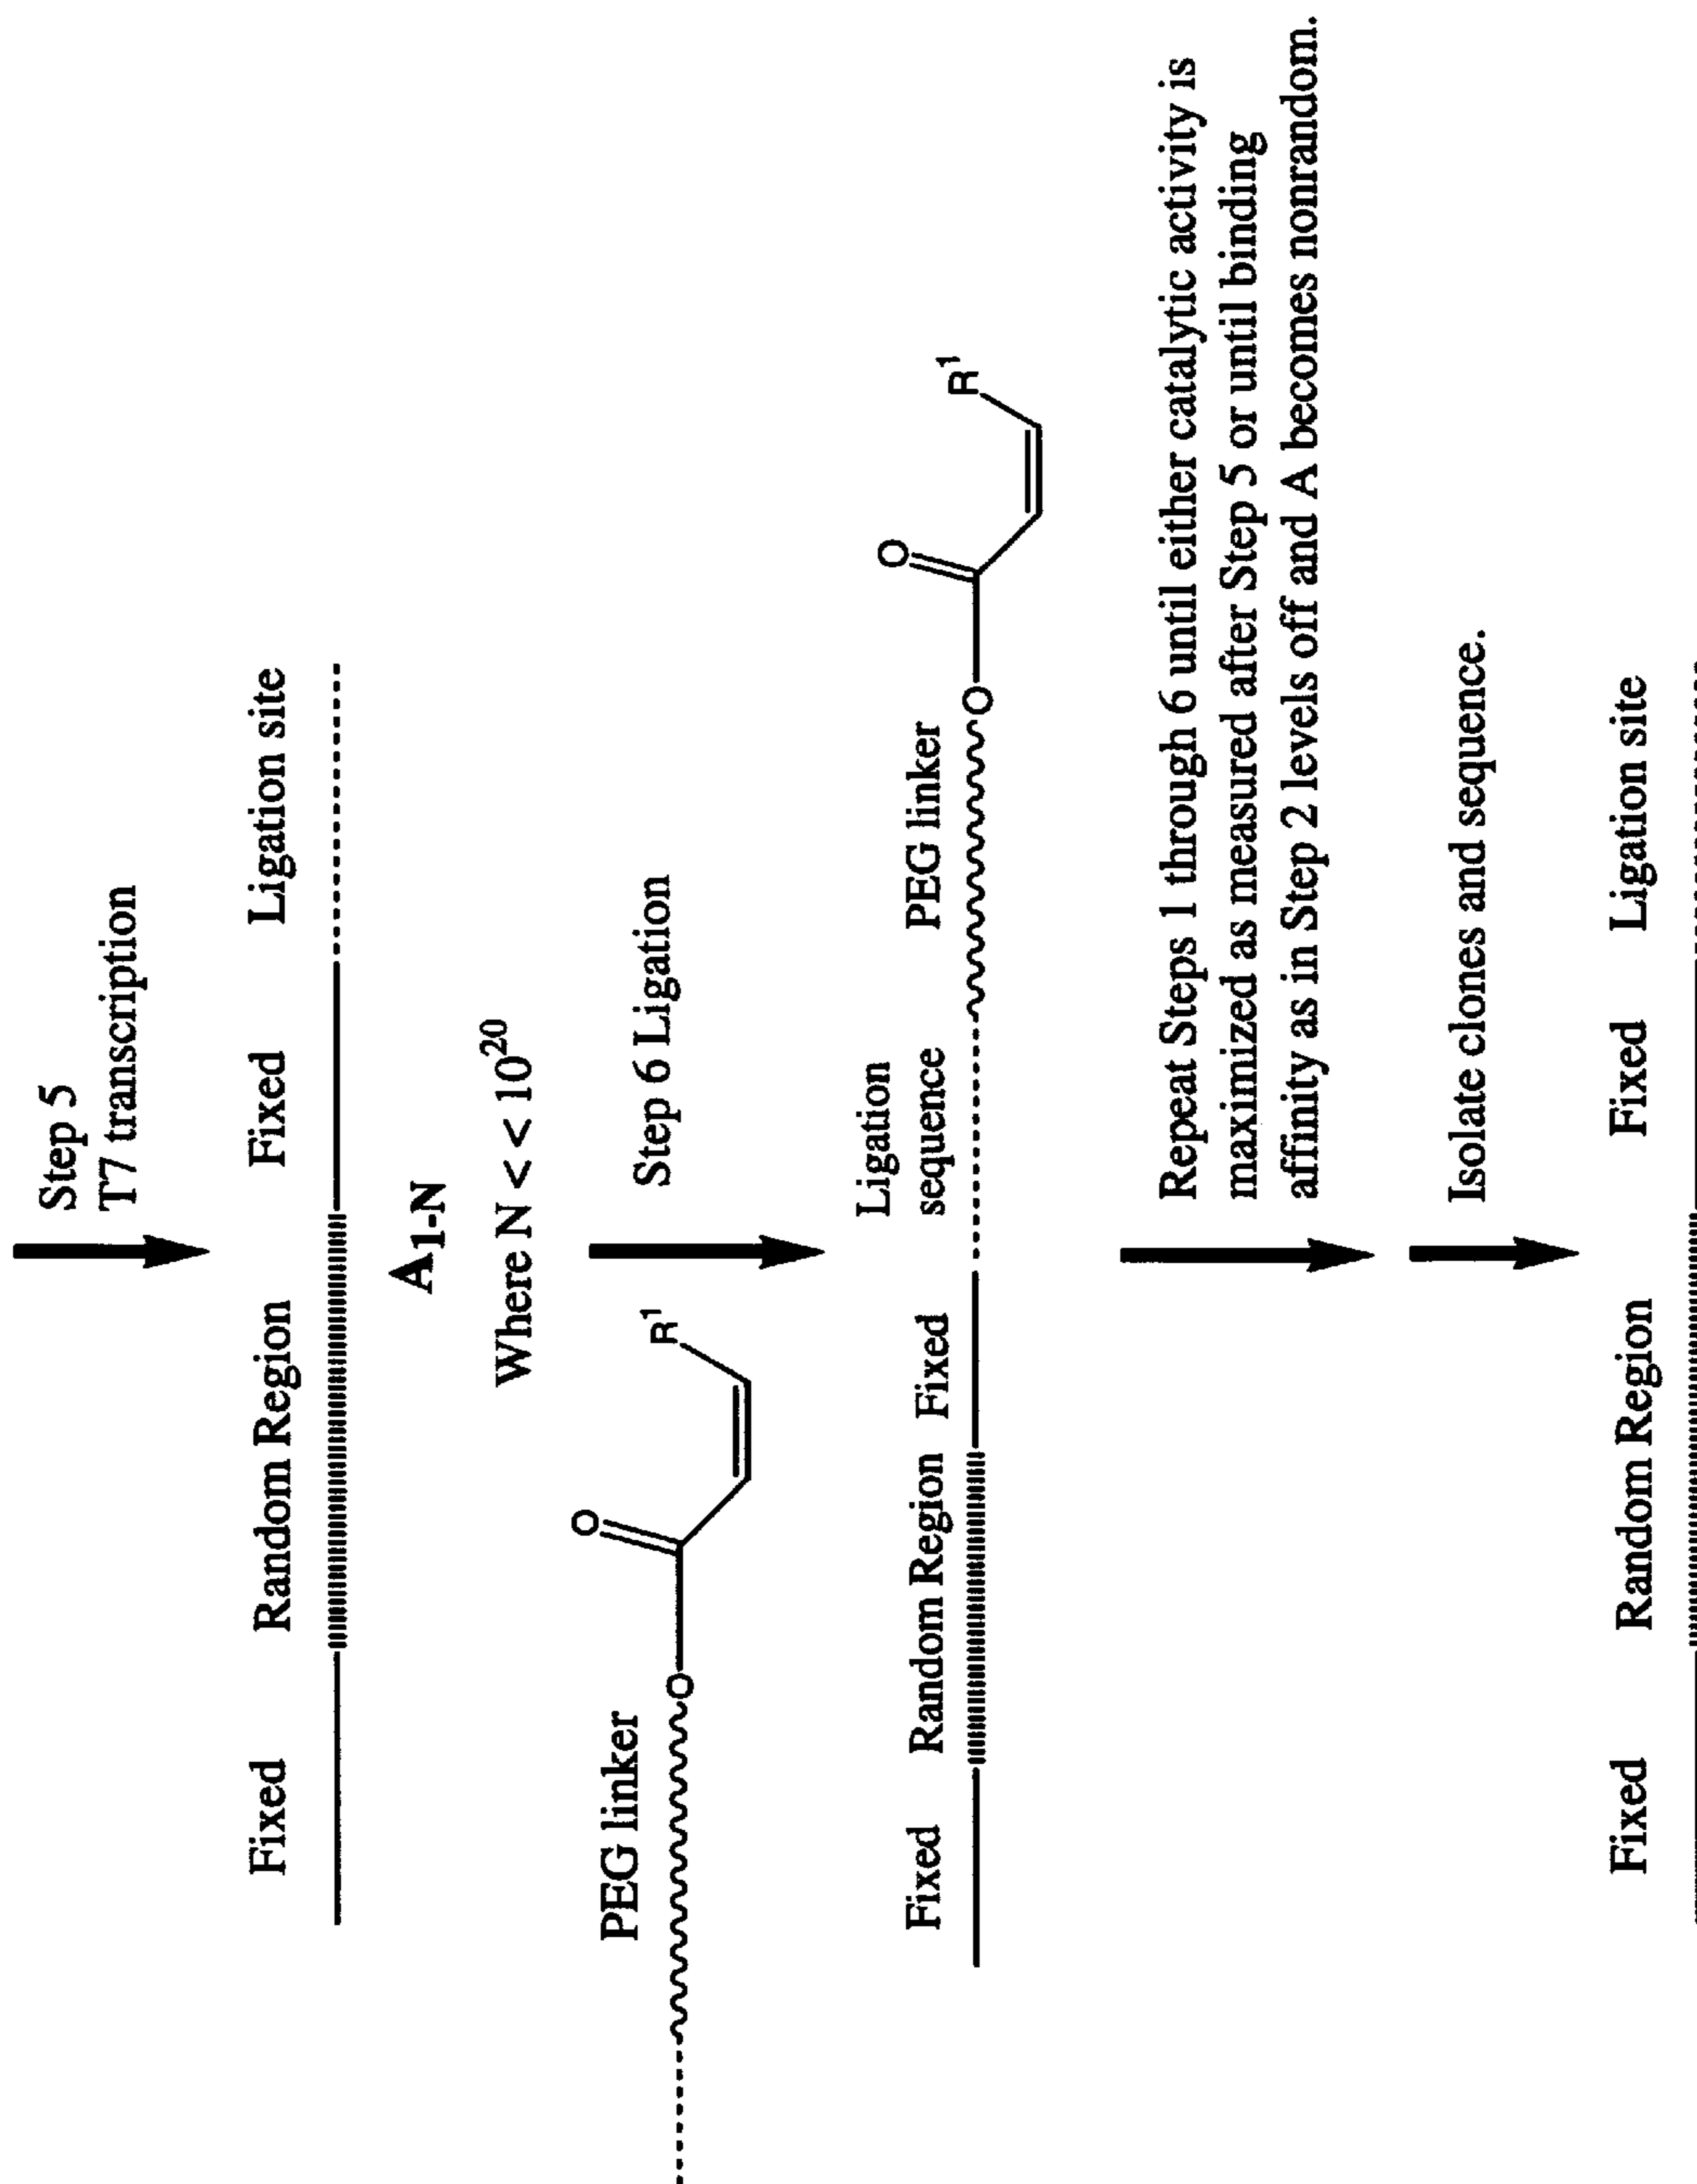 Step 5
T7 transcription
Fixed Random Region Fixed Ligation site
A1-N
Where N < < 10^20
PEG linker
O
O
R1
Step 6 Ligation
Ligation
sequence
Fixed Random Region Fixed
PEG linker
O
O
R1
Repeat Steps 1 through 6 until either catalytic activity is
maximized as measured after Step 5 or until binding
affinity as in Step 2 levels off and A becomes nonrandom.
Isolate clones and sequence.
Fixed Random Region Fixed Ligation site